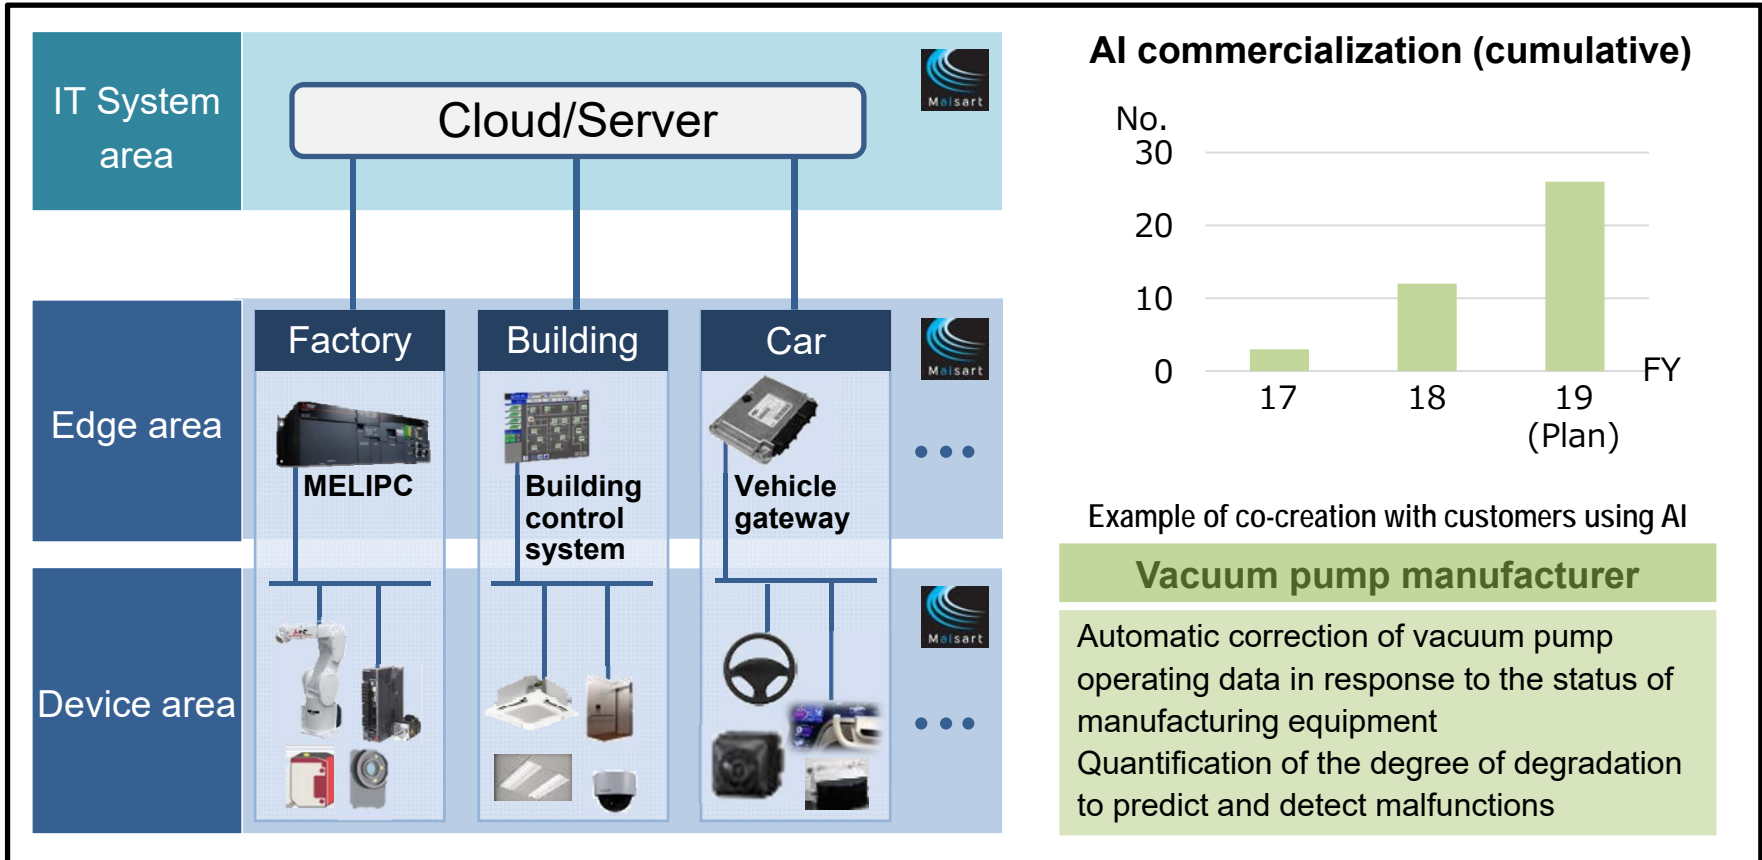 IT System
area
Cloud/Server
Maisart
Edge area
Factory
Building
Car
Maisart
MELIPC
Building
control
system
Vehicle
gateway
Device area
Maisart
AI commercialization (cumulative)
No.
30
20
10
0
17
18
19
(Plan)
FY
Example of co-creation with customers using AI
Vacuum pump manufacturer
Automatic correction of vacuum pump
operating data in response to the status of
manufacturing equipment
Quantification of the degree of degradation
to predict and detect malfunctions